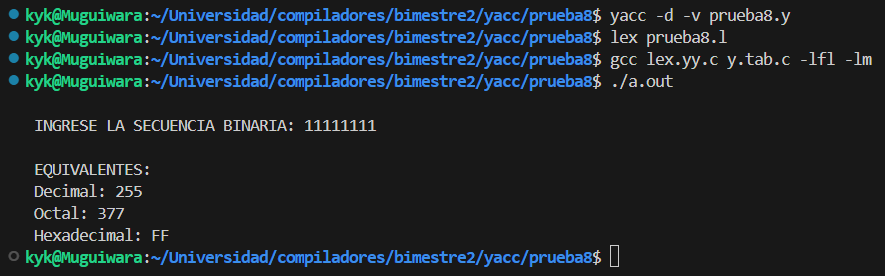 kyk@Muguiwara:~/Universidad/compiladores/bimestre2/yacc/prueba8$ yacc -d -v prueba8.y
kyk@Muguiwara:~/Universidad/compiladores/bimestre2/yacc/prueba8$ lex prueba8.l
kyk@Muguiwara:~/Universidad/compiladores/bimestre2/yacc/prueba8$ gcc lex.yy.c y.tab.c -lfl -lm
kyk@Muguiwara:~/Universidad/compiladores/bimestre2/yacc/prueba8$ ./a.out
INGRESE LA SECUENCIA BINARIA: 11111111
EQUIVALENTES:
Decimal: 255
Octal: 377
Hexadecimal: FF
kyk@Muguiwara:~/Universidad/compiladores/bimestre2/yacc/prueba8$